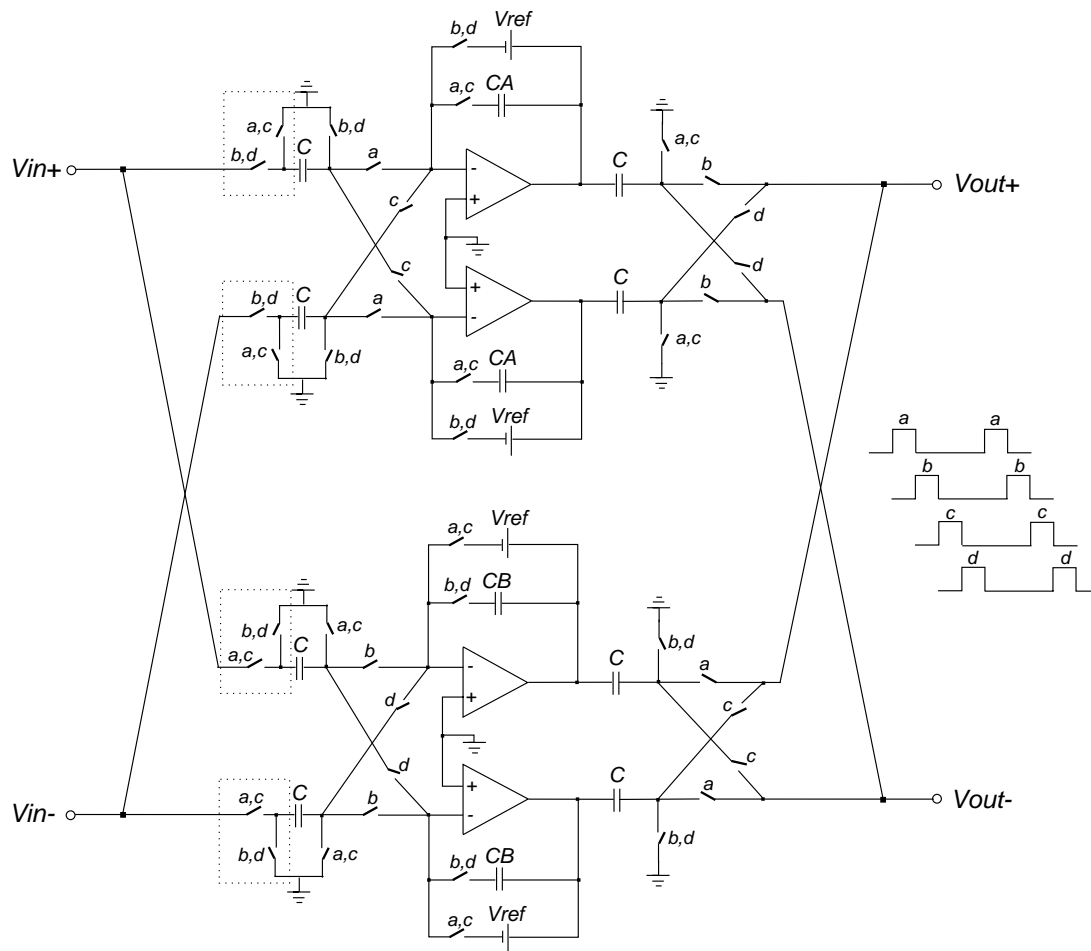 Vref
b,d
CA
a,c
a,c
b,d
b,d
C
a
Vin+
-
+
C
a,c
b
Vout+
c
d
c
d
b,d
C
a
+
-
C
b
a,c
b,d
a,c
a,c
CA
b,d
Vref
a
a
b
b
c
c
d
d
Vref
a,c
CB
b,d
b,d
a,c
a,c
C
b
-
+
C
b,d
a
d
c
d
c
Vin-
a,c
C
b
+
-
C
a
Vout-
b,d
a,c
b,d
b,d
CB
a,c
Vref